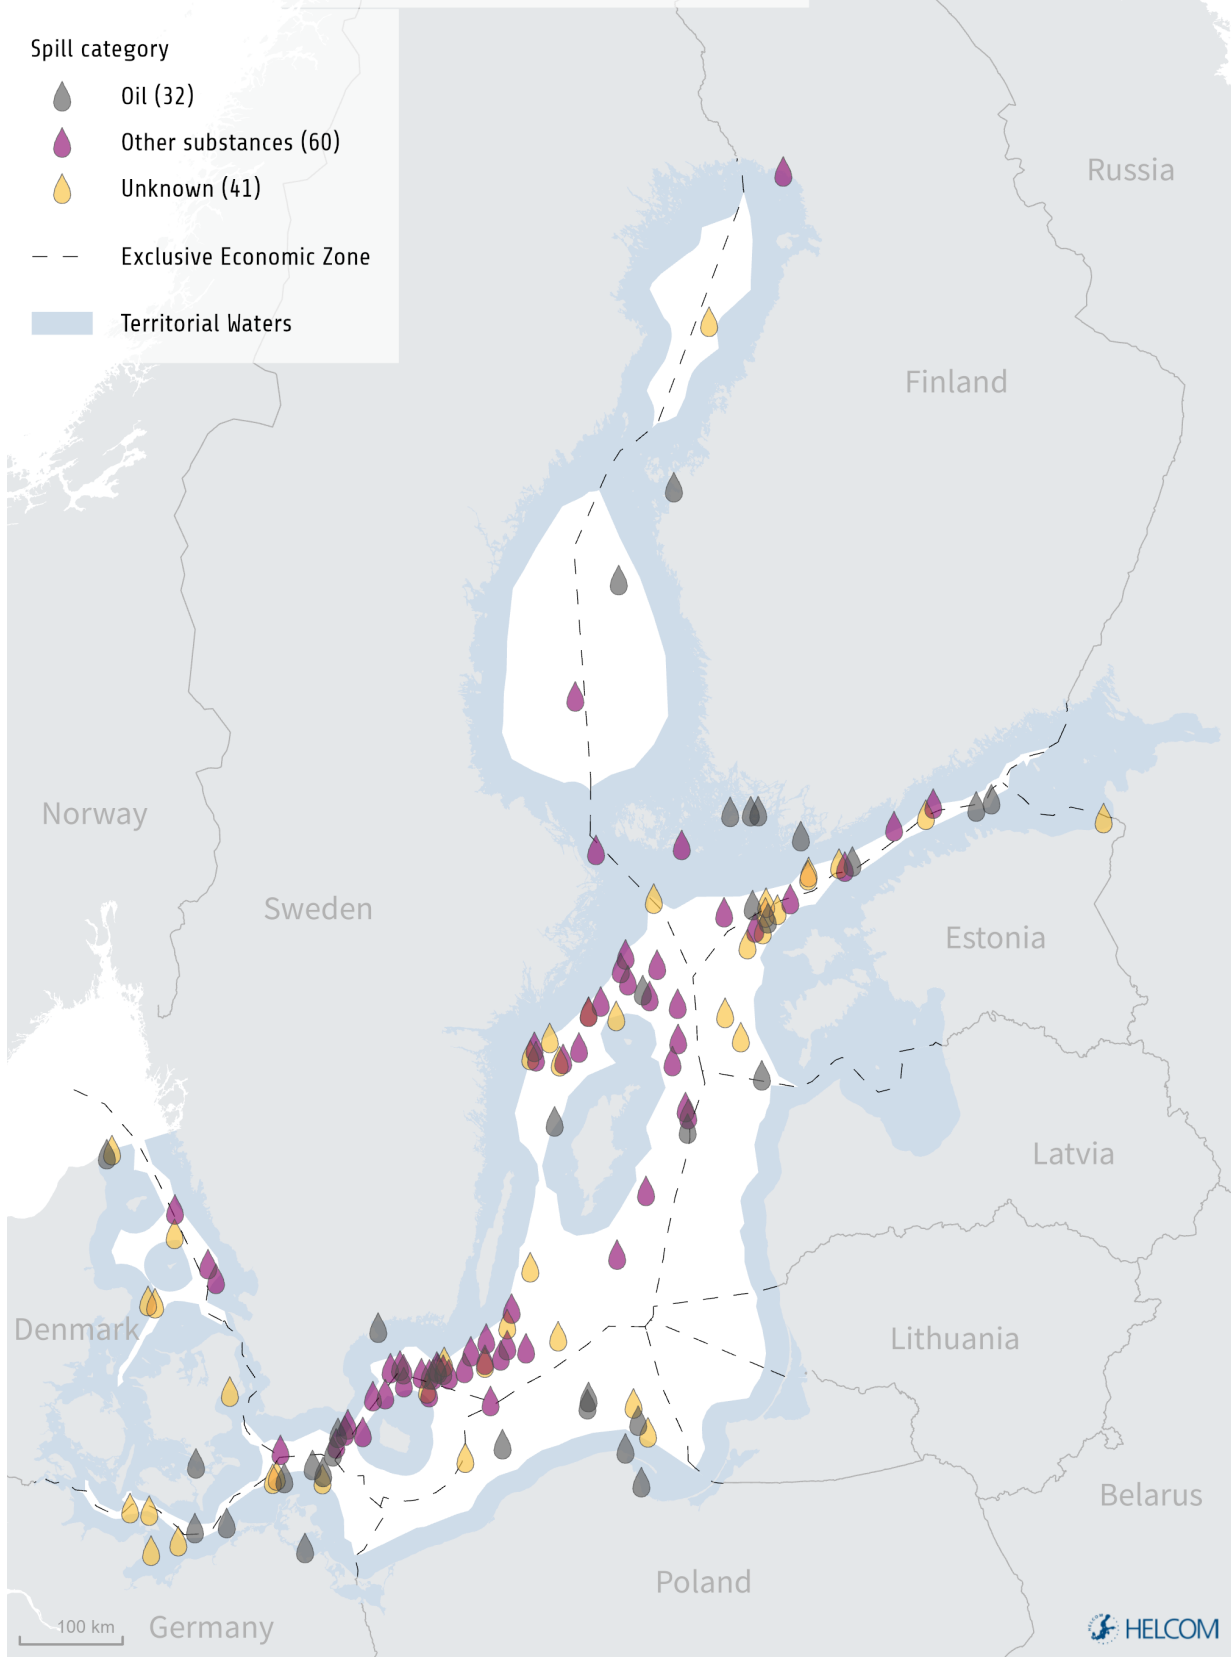 Spill category
Oil (32)
Other substances (60)
Unknown (41)
Exclusive Economic Zone
Territorial Waters
Russia
Finland
Norway
Sweden
Estonia
Latvia
Denmark
Lithuania
Belarus
Poland
Germany
100 km
HELCOM